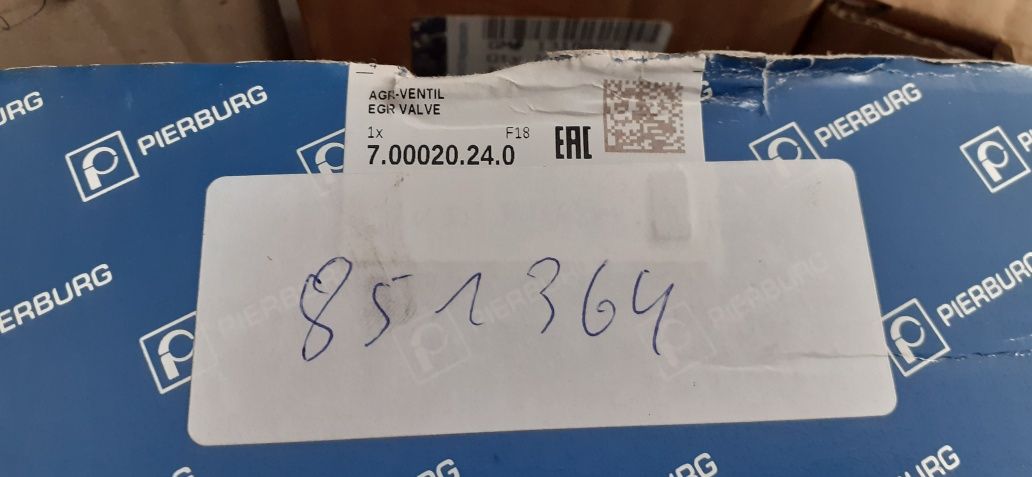 PIERBURG
PIERBURG
AGR-VENTIL
EGR VALVE
1x
F18
EAC
7.00020.24.0
PIERBURG
PIERBURG
PIERBURG
851364